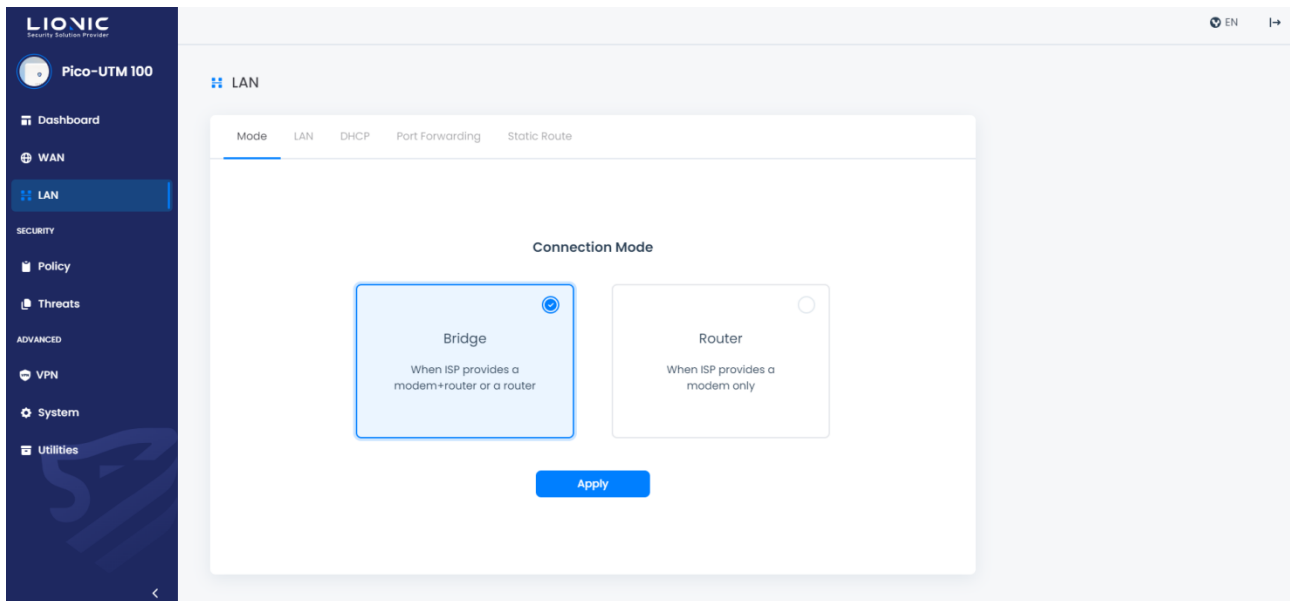 LIONIC
Security Solution Provider
EN
Pico-UTM 100
LAN
Dashboard
WAN
LAN
SECURITY
Policy
Threats
ADVANCED
VPN
System
Utilities
Mode LAN DHCP Port Forwarding Static Route
Connection Mode
Bridge
When ISP provides a
modem+router or a router
Router
When ISP provides a
modem only
Apply